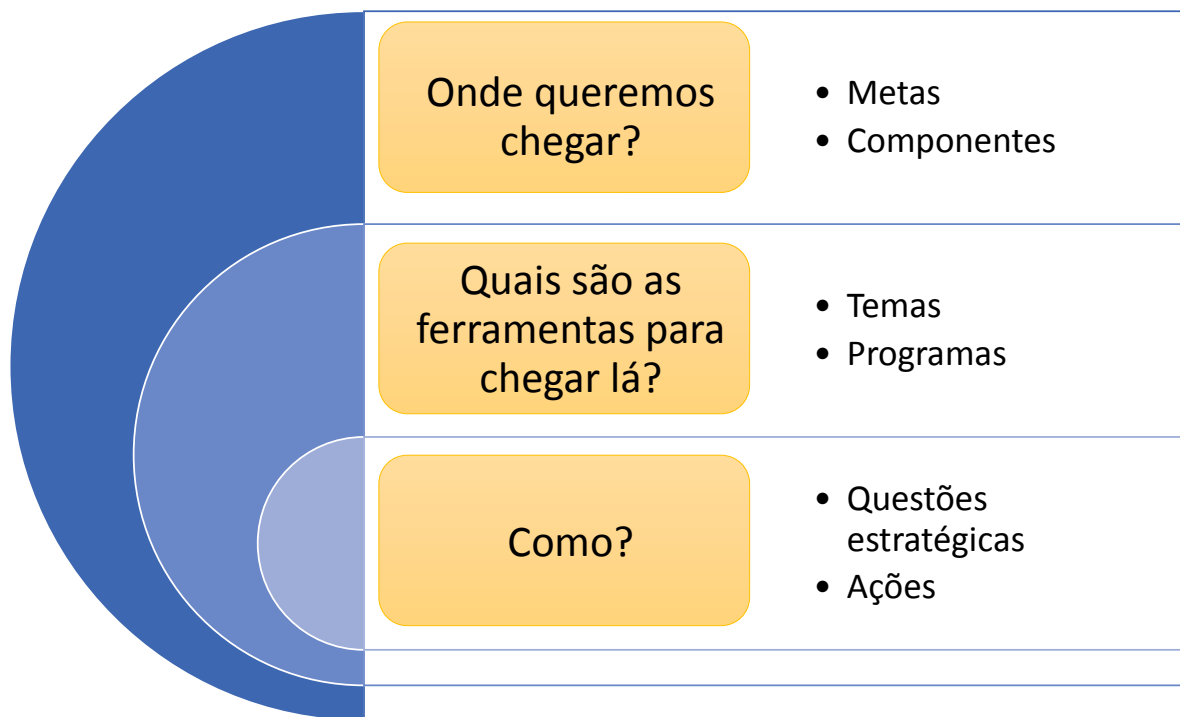 Onde queremos
chegar?
• Metas
• Componentes
Quais são as
ferramentas para
chegar lá?
• Temas
• Programas
Como?
• Questões
estratégicas
• Ações